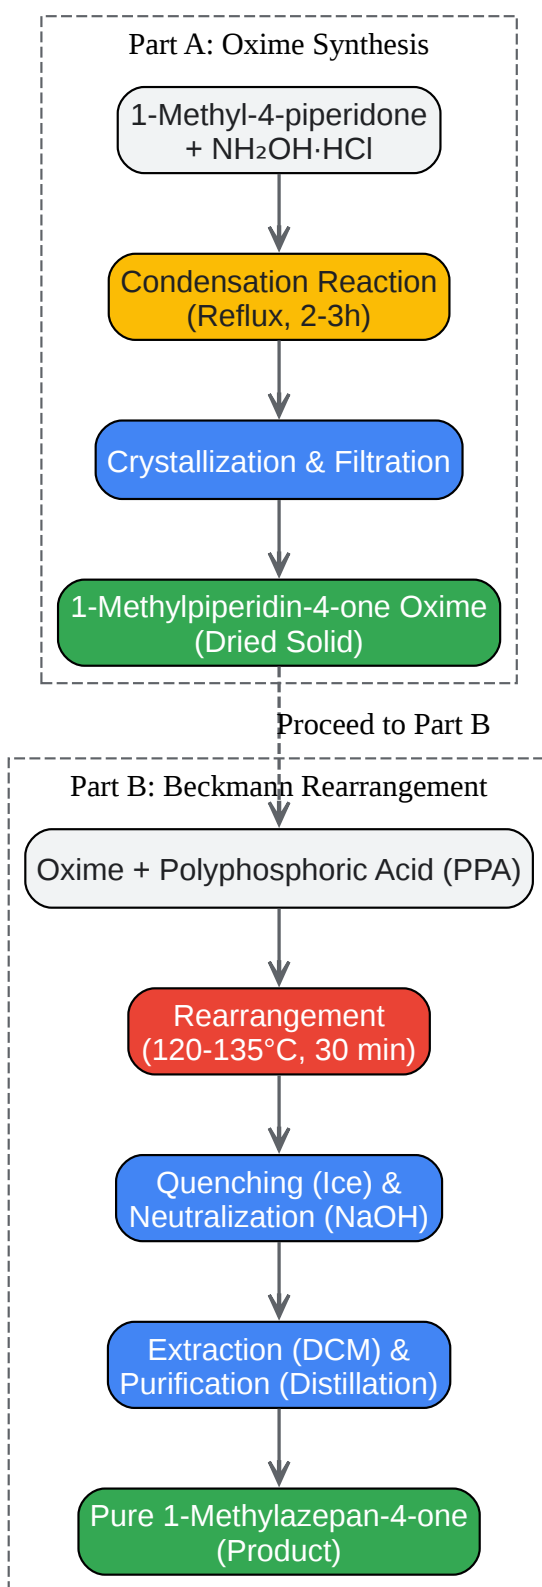 Part A: Oxime Synthesis
1-Methyl-4-piperidone
+ NH₂OH·HCl
Condensation Reaction
(Reflux, 2-3h)
Crystallization & Filtration
1-Methylpiperidin-4-one Oxime
(Dried Solid)
Proceed to Part B
Part B: Beckmann Rearrangement
Oxime + Polyphosphoric Acid (PPA)
Rearrangement
(120-135°C, 30 min)
Quenching (Ice) &
Neutralization (NaOH)
Extraction (DCM) &
Purification (Distillation)
Pure 1-Methylazepan-4-one
(Product)